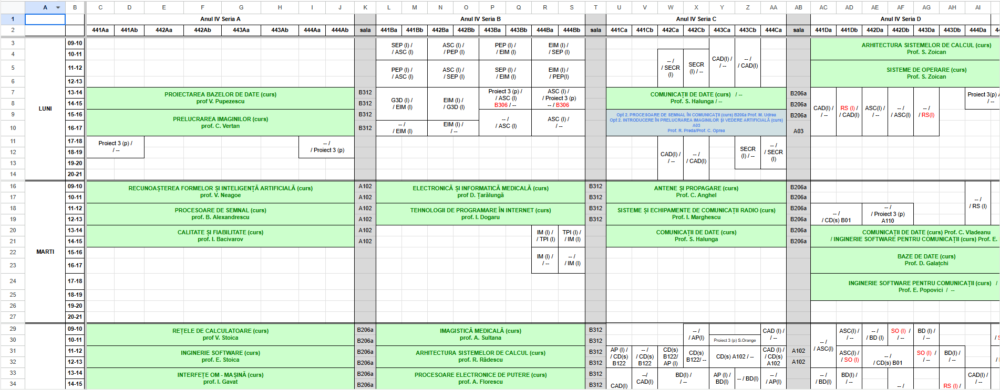 A B C D E F G H I J K L M N O P Q R S T U V W X Y Z AA AB AC AD AE AF AG AH AI
1 Anul IV Seria A Anul IV Seria B Anul IV Seria C Anul IV Seria D
2 441Aa 441Ab 442Aa 442Ab 443Aa 443Ab 444Aa 444Ab sala 441Ba 441Bb 442Ba 442Bb 443Ba 443Bb 444Ba 444Bb sala 441Ca 441Cb 442Ca 442Cb 443Ca 443Cb 444Ca sala 441Da 441Db 442Da 442Db 443Da 443Db 444Da
LUNI
3 09-10
4 10-11
5 11-12
6 12-13
7 13-14
8 14-15
9 15-16
10 16-17
11 17-18
12 18-19
13 19-20
14 20-21
PROIECTAREA BAZELOR DE DATE (curs)
prof V. Pupezescu
B312
B312
PRELUCRAREA IMAGINILOR (curs)
prof. C. Vertan
B312
B312
Proiect 3 (p) /
/ --
-- /
/ Proiect 3 (p)
SEP (l) /
/ ASC (l)
ASC (l) /
/ PEP (l)
PEP (l) /
/ EIM (l)
EIM (l) /
/ SEP (l)
PEP (l) /
/ ASC (l)
ASC (l) /
/ SEP (l)
SEP (l) /
/ EIM (l)
EIM (l) /
/ PEP(l)
G3D (l) /
/ EIM (l)
EIM (l) /
/ G3D (l)
Proiect 3 (p) /
/ ASC (l)
B306 / --
ASC (l) /
/ Proiect 3 (p)
-- / B306
-- /
/ EIM (l)
EIM (l) /
/ --
-- /
/ ASC (l)
ASC (l) /
/ --
-- /
/ SECR
(l)
SECR
(l) / --
CAD(l) /
/ --
-- /
/ CAD(l)
COMUNICAȚII DE DATE (curs) / --
Prof. S. Halunga / --
B206a
B206a
Opt 2. PROCESOARE DE SEMNAL ÎN COMUNICAȚII (curs) B206a Prof. M. Udrea
Opt 2. INTRODUCERE ÎN PRELUCRAREA IMAGINILOR ȘI VEDERE ARTIFICIALĂ (curs)
A03
Prof. R. Preda/Prof. C. Oprea
B206a
A03
CAD(l) /
/ --
-- /
/ CAD(l)
SECR
(l) / --
-- /
/ SECR
(l)
ARHITECTURA SISTEMELOR DE CALCUL (curs)
Prof. S. Zoican
SISTEME DE OPERARE (curs)
Prof. S. Zoican
CAD(l) /
/ --
RS (l) /
/ CAD(l)
ASC(l) /
/ --
-- /
/ ASC(l)
-- /
/ RS(l)
Proiect 3(p) /
/ --
MARTI
16 09-10
17 10-11
18 11-12
19 12-13
20 13-14
21 14-15
22 15-16
23 16-17
24 17-18
25 18-19
26 19-20
27 20-21
RECUNOAȘTEREA FORMELOR ȘI INTELIGENȚĂ ARTIFICIALĂ (curs)
prof. V. Neagoe
A102
A102
PROCESOARE DE SEMNAL (curs)
prof. B. Alexandrescu
A102
A102
CALITATE ȘI FIABILITATE (curs)
prof. I. Bacivarov
A102
A102
ELECTRONICĂ ȘI INFORMATICĂ MEDICALĂ (curs)
prof D. Țarălungă
B312
B312
TEHNOLOGII DE PROGRAMARE ÎN INTERNET (curs)
prof. I. Dogaru
B312
B312
IM (l) /
/ TPI (l)
TPI (l) /
/ IM (l)
IM (l) /
/ --
-- /
/ IM (l)
ANTENE ȘI PROPAGARE (curs)
Prof. C. Anghel
B206a
B206a
SISTEME ȘI ECHIPAMENTE DE COMUNICAȚII RADIO (curs)
Prof. I. Marghescu
B206a
B206a
COMUNICAȚII DE DATE (curs)
Prof. S. Halunga
B206a
B206a
-- /
/ RS (l)
-- /
/ CD(s) B01
-- /
/ Proiect 3 (p)
A110
COMUNICAȚII DE DATE (curs) Prof. C. Vladeanu
/ INGINERIE SOFTWARE PENTRU COMUNICAȚII (curs) Prof. E.
BAZE DE DATE (curs)
Prof. D. Galațchi
INGINERIE SOFTWARE PENTRU COMUNICAȚII (curs) /
Prof. E. Popovici / --
29 09-10
30 10-11
31 11-12
32 12-13
33 13-14
34 14-15
REȚELE DE CALCULATOARE (curs)
prof V. Stoica
B206a
B206a
INGINERIE SOFTWARE (curs)
prof. E. Stoica
B206a
B206a
INTERFEȚE OM - MAȘINĂ (curs)
prof. I. Gavat
B206a
B206a
IMAGISTICĂ MEDICALĂ (curs)
prof. A. Sultana
B312
B312
ARHITECTURA SISTEMELOR DE CALCUL (curs)
prof. R. Rădescu
B312
B312
PROCESOARE ELECTRONICE DE PUTERE (curs)
prof. A. Florescu
B312
B312
-- /
/ AP(l)
Proiect 3 (p) S.Orange
CAD (l) /
/ --
AP (l) /
/ CD(s)
B122
-- /
/ CD(s)
B122
CD(s)
B122/
AP (l)
CD(s)
B122/ --
CD(s) A102 / --
CAD (l) /
/ CD(s)
A102
A102
A102
CAD(l)
--/
CAD(l)
BD(l) /
/ --
AP (l) /
BD(l)
-- / BD(l)
-- /
/ AP(l)
-- /
/ ASC(l)
ASC(l) /
/ --
-- /
/ BD (l)
SO (l) /
/ --
BD (l) /
/ --
ASC(l) /
/ SO (l)
-- /
/ CD(s) B01
SO (l) /
/ --
BD(l) /
/ --
-- /
/ BD(l)
BD(l) /
/ --
-- /
RS (l) /
CAD(l) /
/ --